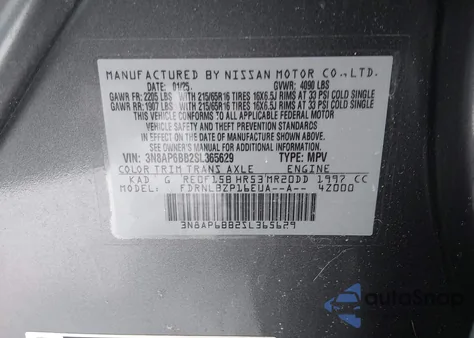 MANUFACTURED BY NISSAN MOTOR CO., LTD.
DATE: 01/25. GVWR: 4090 LBS
GAWR FR: 2205 LBS WITH 215/65R16 TIRES 16X6.5J RIMS AT 33 PSI COLD SINGLE
GAWR RR: 1907 LBS WITH 215/65R16 TIRES 16X6.5J RIMS AT 33 PSI COLD SINGLE
THIS VEHICLE CONFORMS TO ALL APPLICABLE
FEDERAL MOTOR VEHICLE SAFETY, BUMPER AND THEFT
PREVENTION STANDARDS IN EFFECT
ON THE DATE OF MANUFACTURE SHOWN ABOVE.
SEE OWNER'S MANUAL FOR ADDITIONAL INFORMATION
VIN: 3N8AP6BB2SL365629 TYPE: MPV
COLOR TRIM TRANS AXLE ENGINE
KAD G RE0F15B HR53 MR20DD 1997 CC
MODEL FDRNLBZP16EUA--A-- 4Z000
3N8AP6BB2SL365629
autoSnap